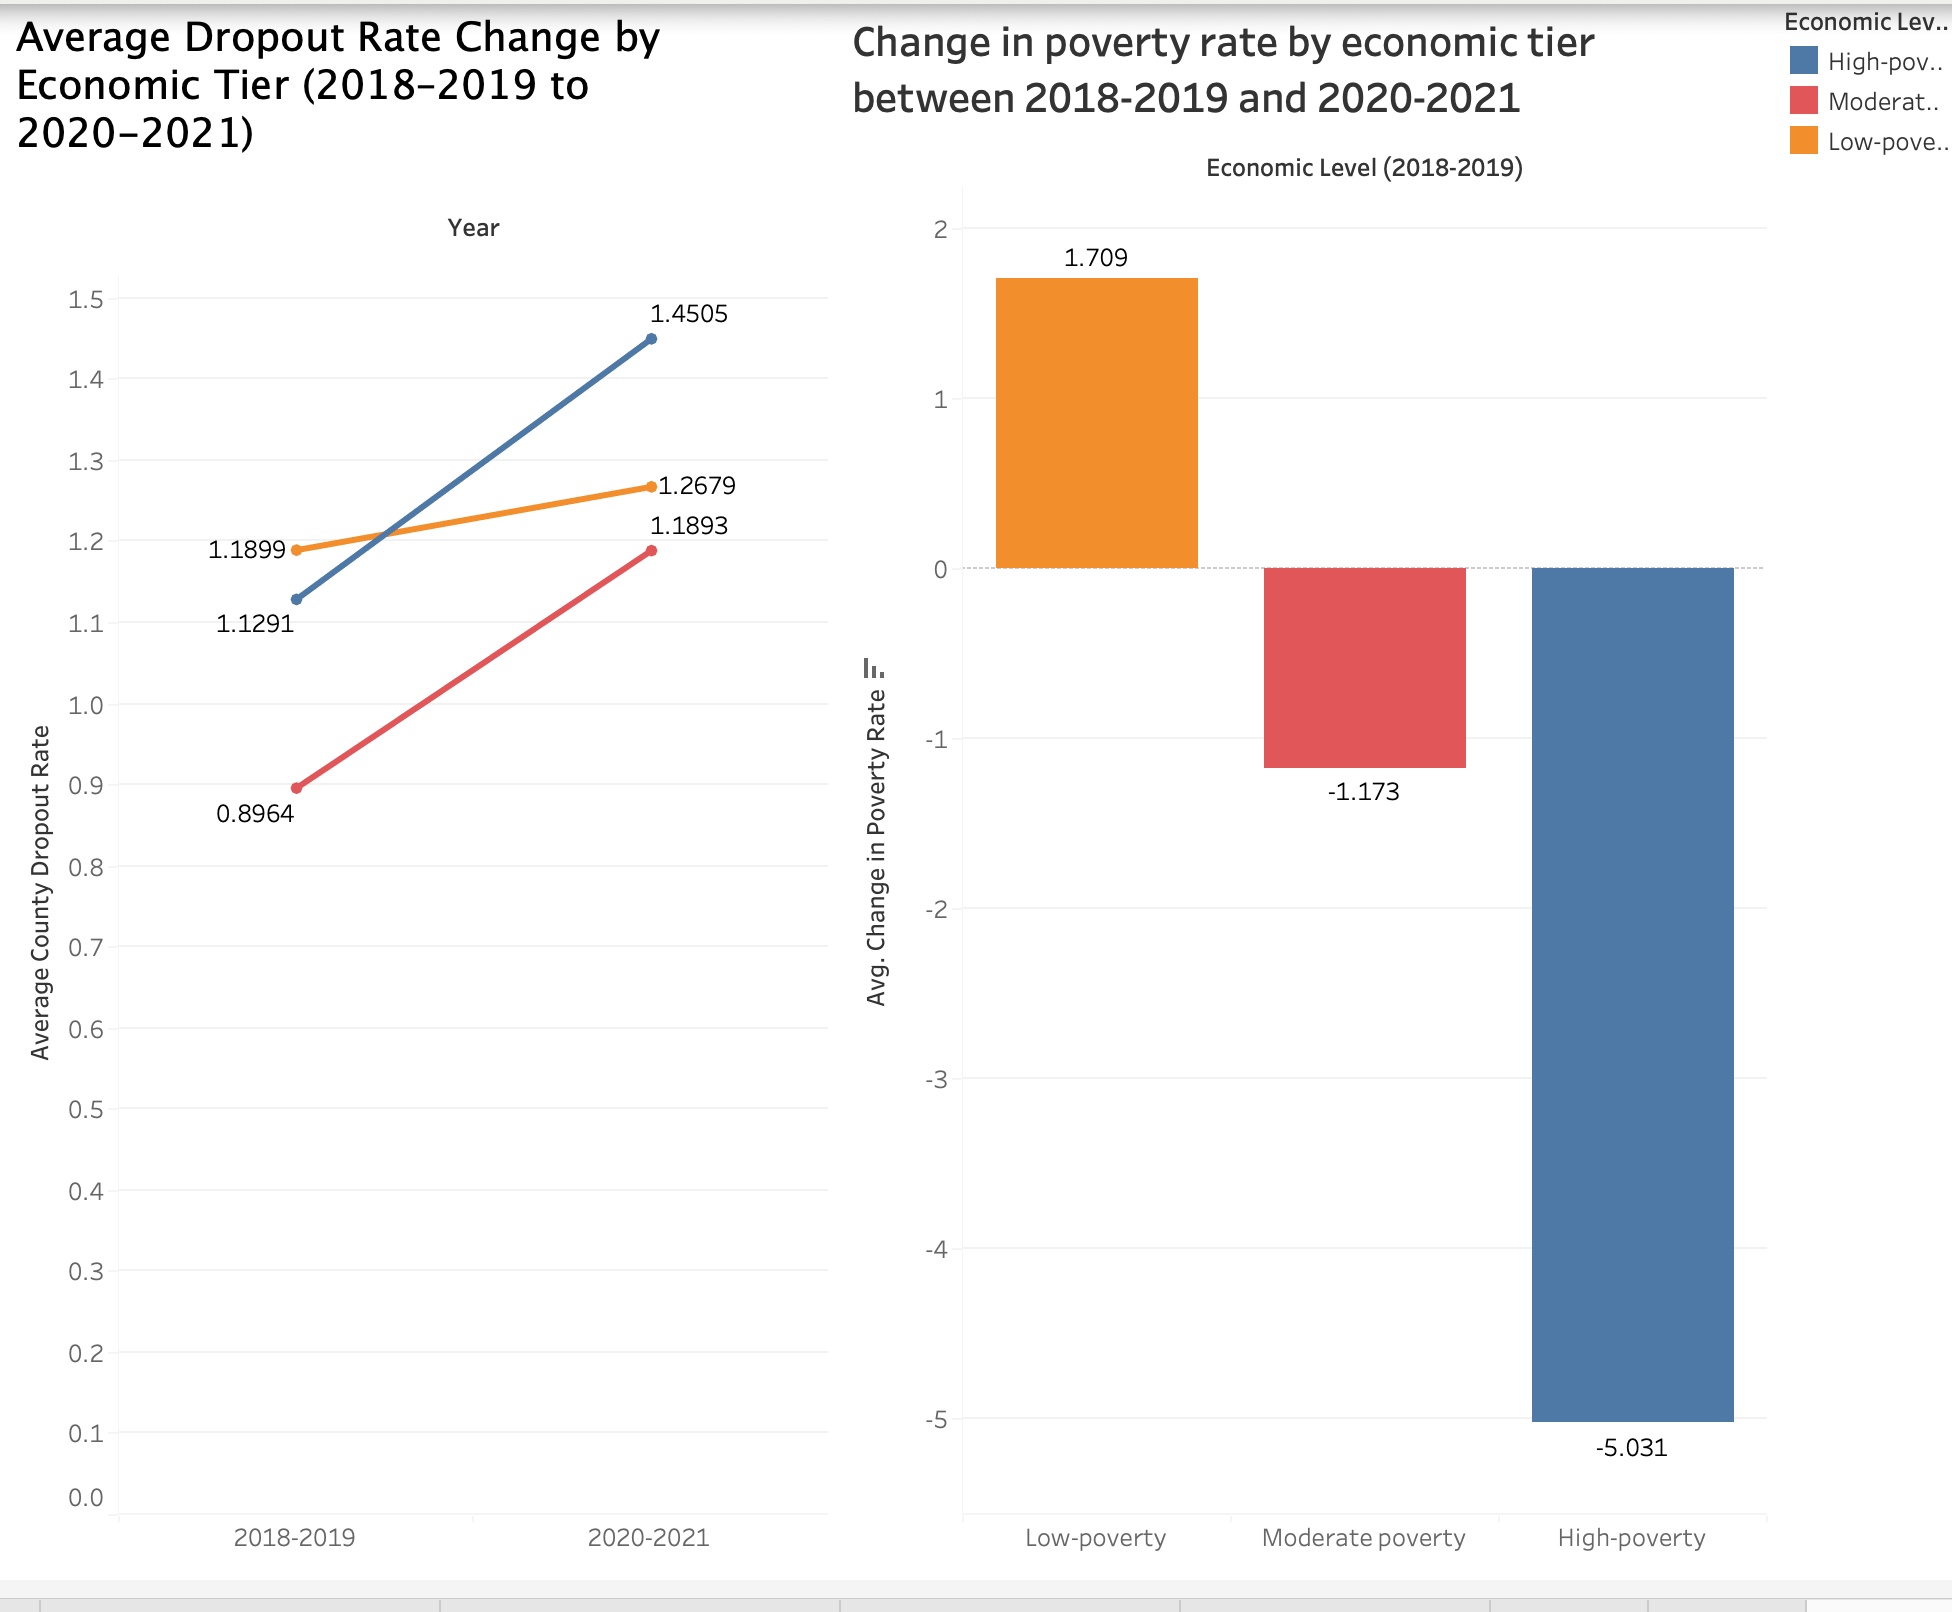 Average Dropout Rate Change by
Economic Tier (2018–2019 to
2020–2021)
Year
1.5
1.4
1.3
1.2
1.1
1.0
0.9
0.8
0.7
0.6
0.5
0.4
0.3
0.2
0.1
0.0
Average County Dropout Rate
1.4505
1.2679
1.1893
1.1899
1.1291
0.8964
2018-2019
2020-2021
Change in poverty rate by economic tier
between 2018-2019 and 2020-2021
Economic Level (2018-2019)
2
1
0
-1
-2
-3
-4
-5
Avg. Change in Poverty Rate
1.709
-1.173
-5.031
Low-poverty
Moderate poverty
High-poverty
Economic Lev..
High-pov..
Moderat..
Low-pove..